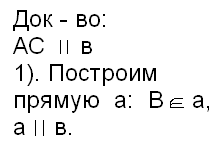 Док - во:
АС || в
1). Построим
прямую а: В ∈ а,
а || в.